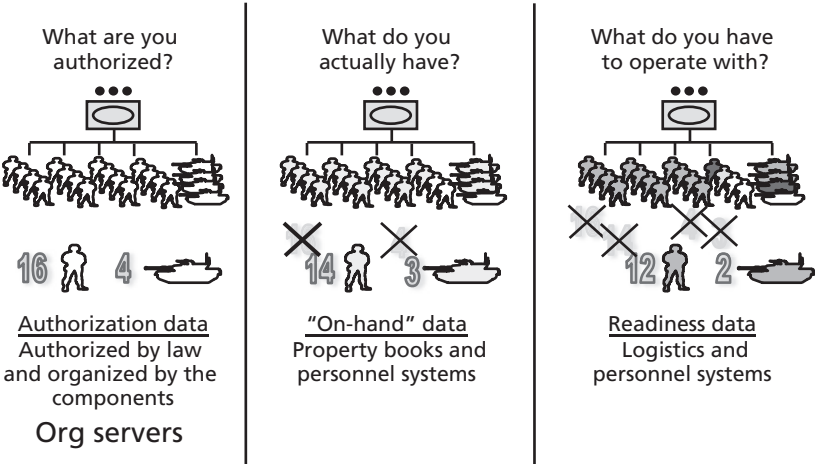 What are you
authorized?
16
4
Authorization data
Authorized by law
and organized by the
components
Org servers
What do you
actually have?
14
3
“On-hand” data
Property books and
personnel systems
What do you have
to operate with?
12
2
Readiness data
Logistics and
personnel systems